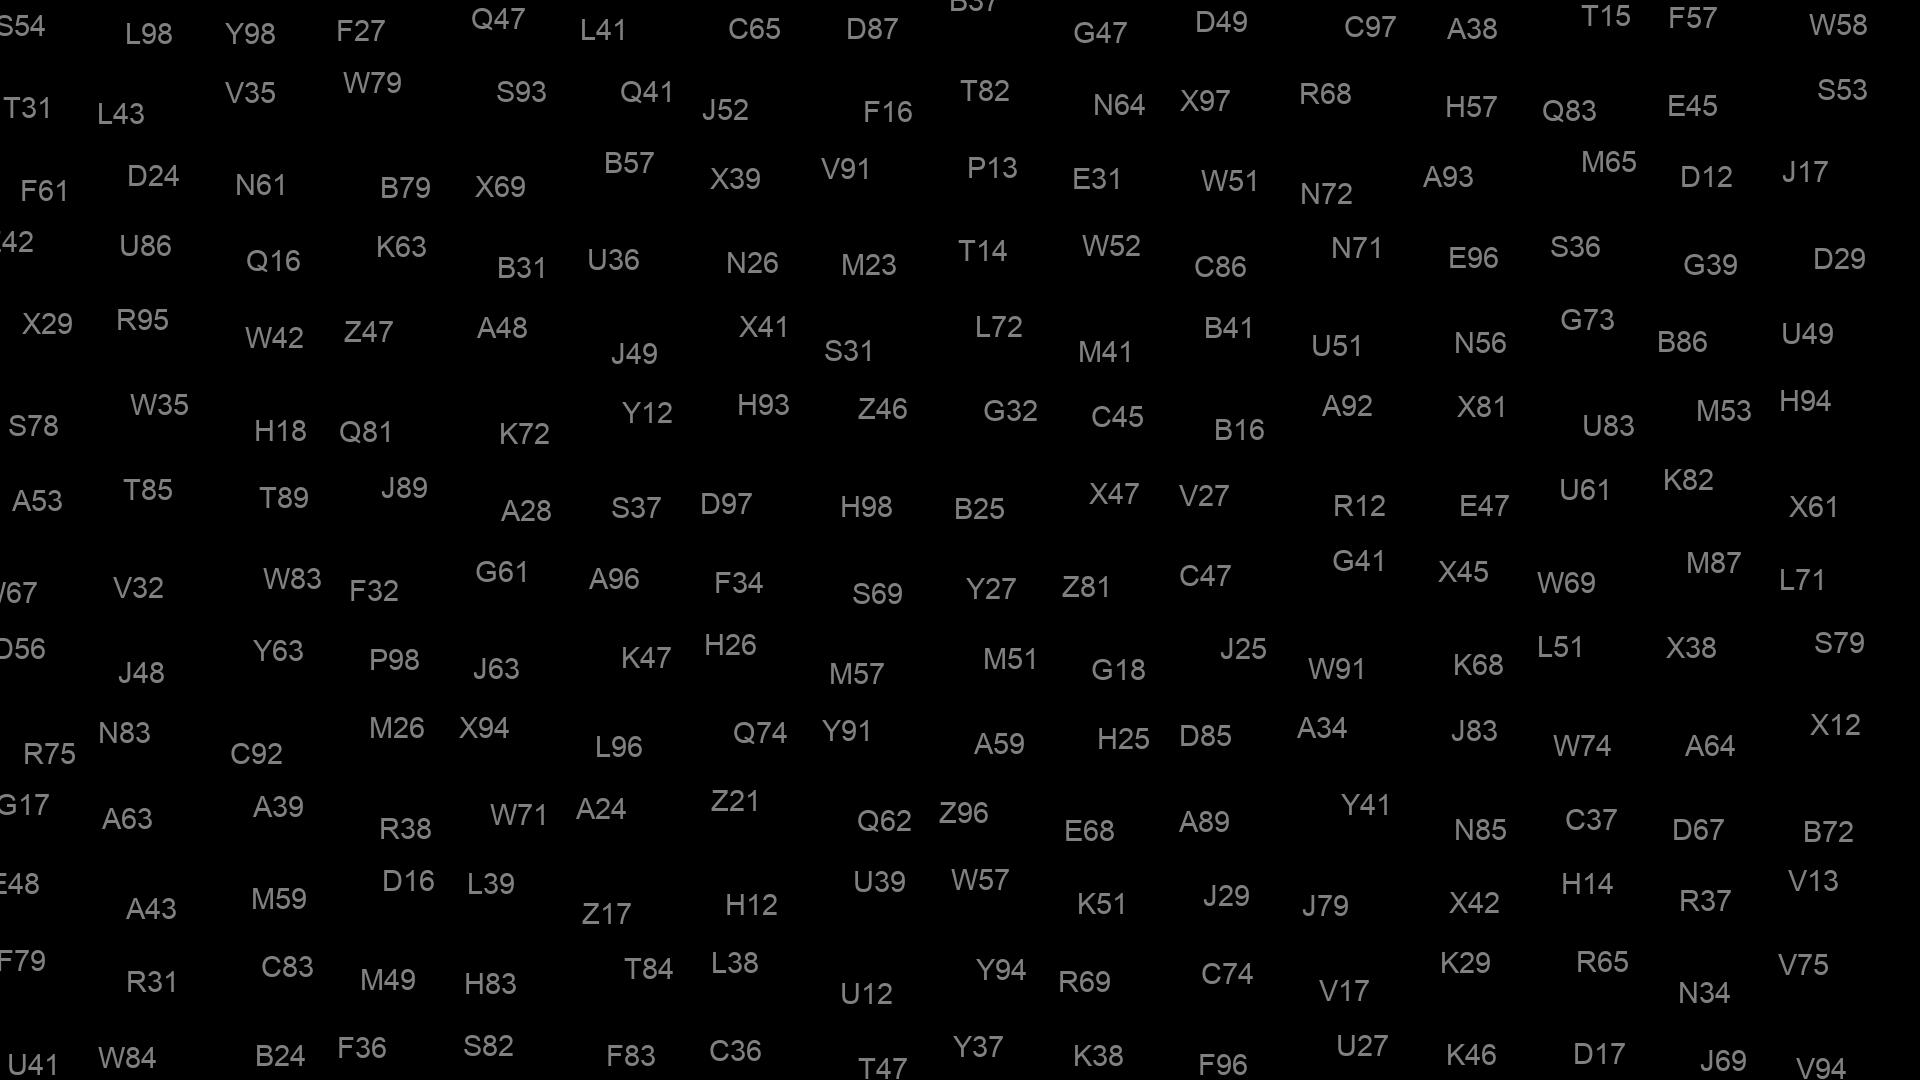 S54 L98 Y98 F27 Q47 L41 C65 D87 B37 G47 D49 C97 A38 T15 F57 W58
T31 L43 V35 W79 S93 Q41 J52 F16 T82 N64 X97 R68 H57 Q83 E45 S53
F61 D24 N61 B79 X69 B57 X39 V91 P13 E31 W51 N72 A93 M65 D12 J17
42 U86 Q16 K63 B31 U36 N26 M23 T14 W52 C86 N71 E96 S36 G39 D29
X29 R95 W42 Z47 A48 J49 X41 S31 L72 M41 B41 U51 N56 G73 B86 U49
S78 W35 H18 Q81 K72 Y12 H93 Z46 G32 C45 B16 A92 X81 U83 M53 H94
A53 T85 T89 J89 A28 S37 D97 H98 B25 X47 V27 R12 E47 U61 K82 X61
67 V32 W83 F32 G61 A96 F34 S69 Y27 Z81 C47 G41 X45 W69 M87 L71
D56 J48 Y63 P98 J63 K47 H26 M57 M51 G18 J25 W91 K68 L51 X38 S79
R75 N83 C92 M26 X94 L96 Q74 Y91 A59 H25 D85 A34 J83 W74 A64 X12
G17 A63 A39 R38 W71 A24 Z21 Q62 Z96 E68 A89 Y41 N85 C37 D67 B72
E48 A43 M59 D16 L39 Z17 H12 U39 W57 K51 J29 J79 X42 H14 R37 V13
F79 R31 C83 M49 H83 T84 L38 U12 Y94 R69 C74 V17 K29 R65 N34 V75
U41 W84 B24 F36 S82 F83 C36 T47 Y37 K38 F96 U27 K46 D17 J69 V94